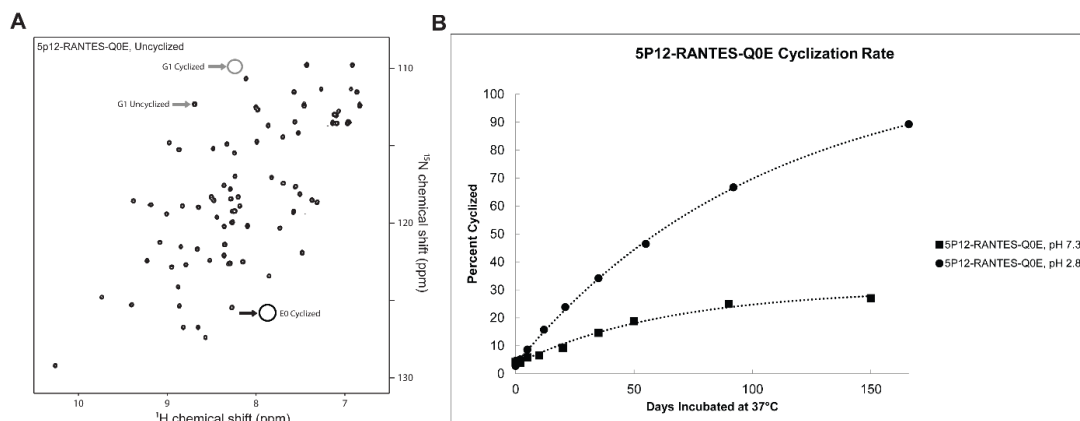 A
5p12-RANTES-Q0E, Uncyclized
G1 Cyclized
G1 Uncyclized
E0 Cyclized
110
120
130
15N chemical shift (ppm)
10 9 8 7
1H chemical shift (ppm)
B
5P12-RANTES-Q0E Cyclization Rate
100
90
80
70
60
50
40
30
20
10
0
Percent Cyclized
0 50 100 150
Days Incubated at 37°C
5P12-RANTES-Q0E, pH 7.3
5P12-RANTES-Q0E, pH 2.8